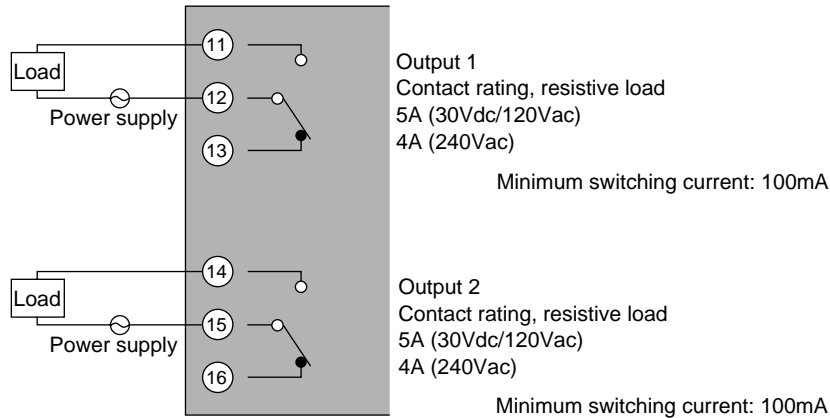 11
Load
Output 1
Contact rating, resistive load
12
Power supply
5A (30Vdc/120Vac)
13
4A (240Vac)
Minimum switching current: 100mA
14
Load
Output 2
Contact rating, resistive load
15
Power supply
5A (30Vdc/120Vac)
16
4A (240Vac)
Minimum switching current: 100mA